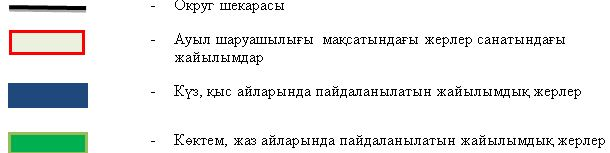 - Округ шекарасы
- Ауыл шаруашылығы мақсатындағы жерлер санатындағы
жайылымдар
- Күз, қыс айларында пайдаланылатын жайылымдық жерлер
- Көктем, жаз айларында пайдаланылатын жайылымдық жерлер